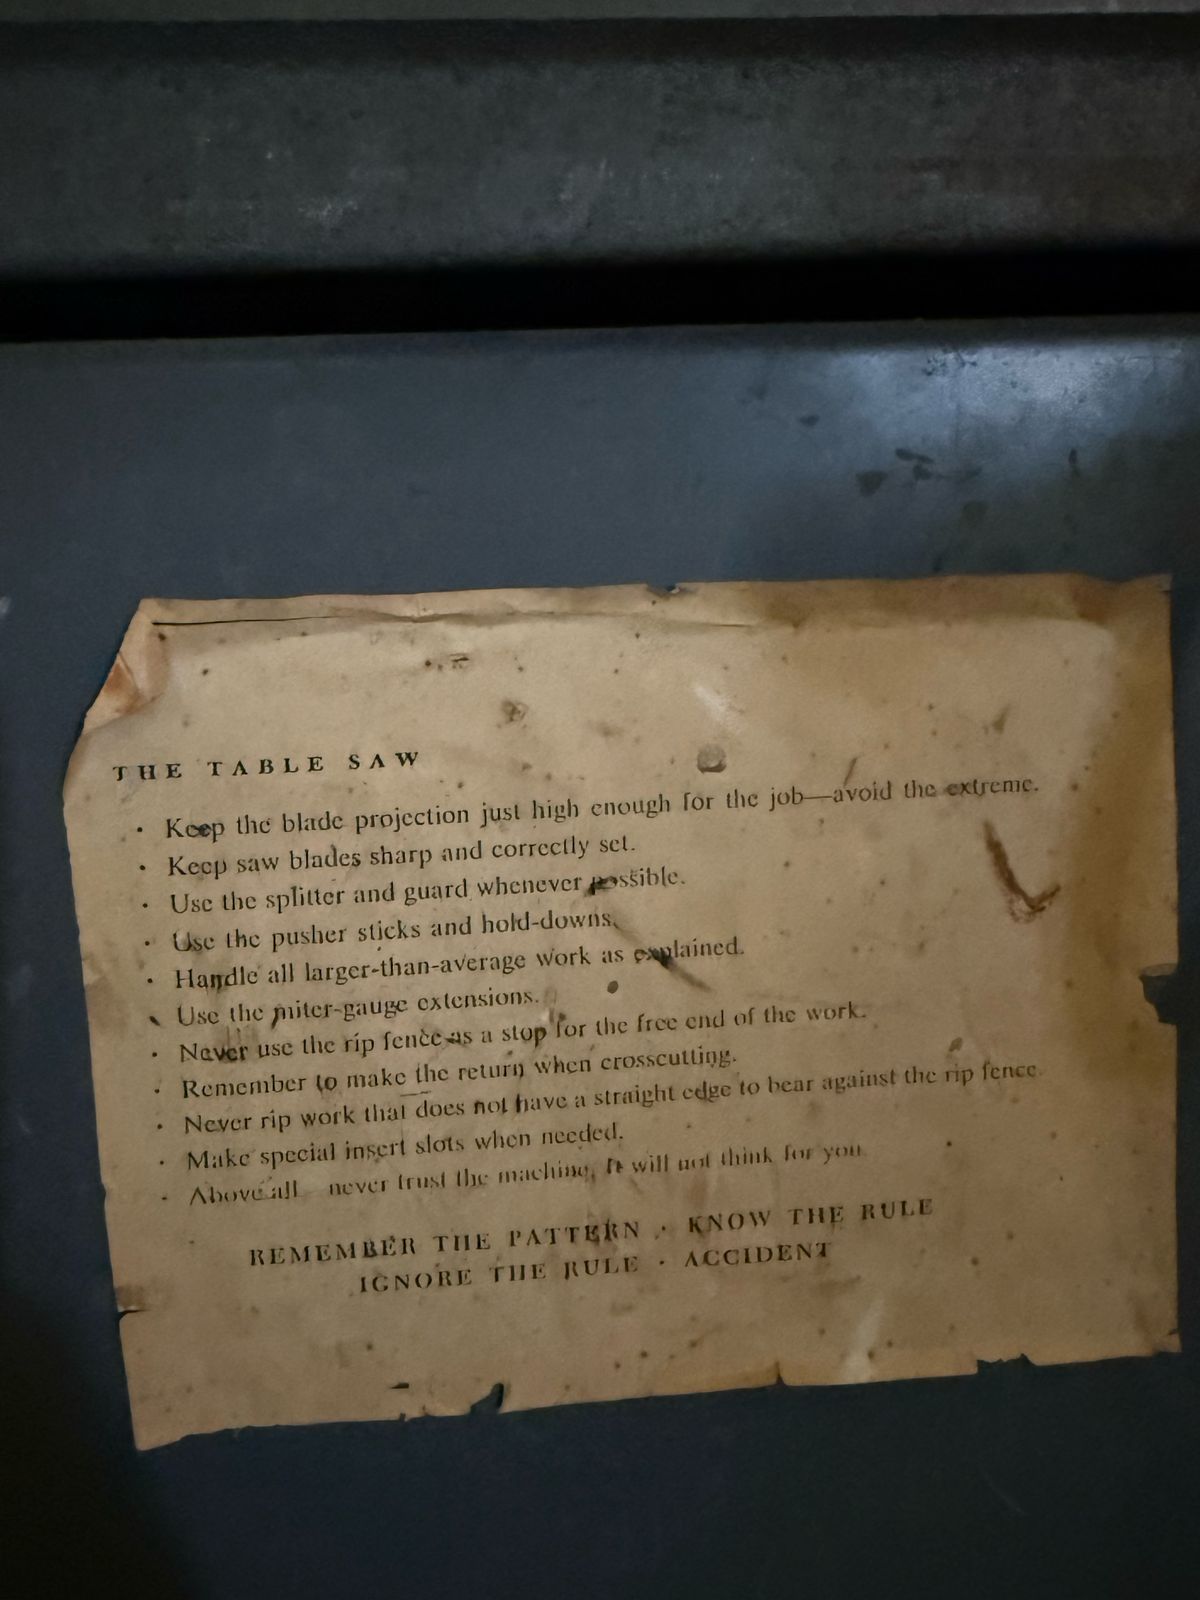 THE TABLE SAW
· Keep the blade projection just high enough for the job—avoid the extreme.
· Keep saw blades sharp and correctly set.
· Use the splitter and guard whenever possible.
· Use the pusher sticks and hold-downs.
· Handle all larger-than-average work as explained.
· Use the miter-gauge extensions.
· Never use the rip fence as a stop for the free end of the work.
· Remember to make the return when crosscutting.
· Never rip work that does not have a straight edge to bear against the rip fence.
· Make special insert slots when needed.
· Above all never trust the machine. It will not think for you.
REMEMBER THE PATTERN · KNOW THE RULE
IGNORE THE RULE · ACCIDENT